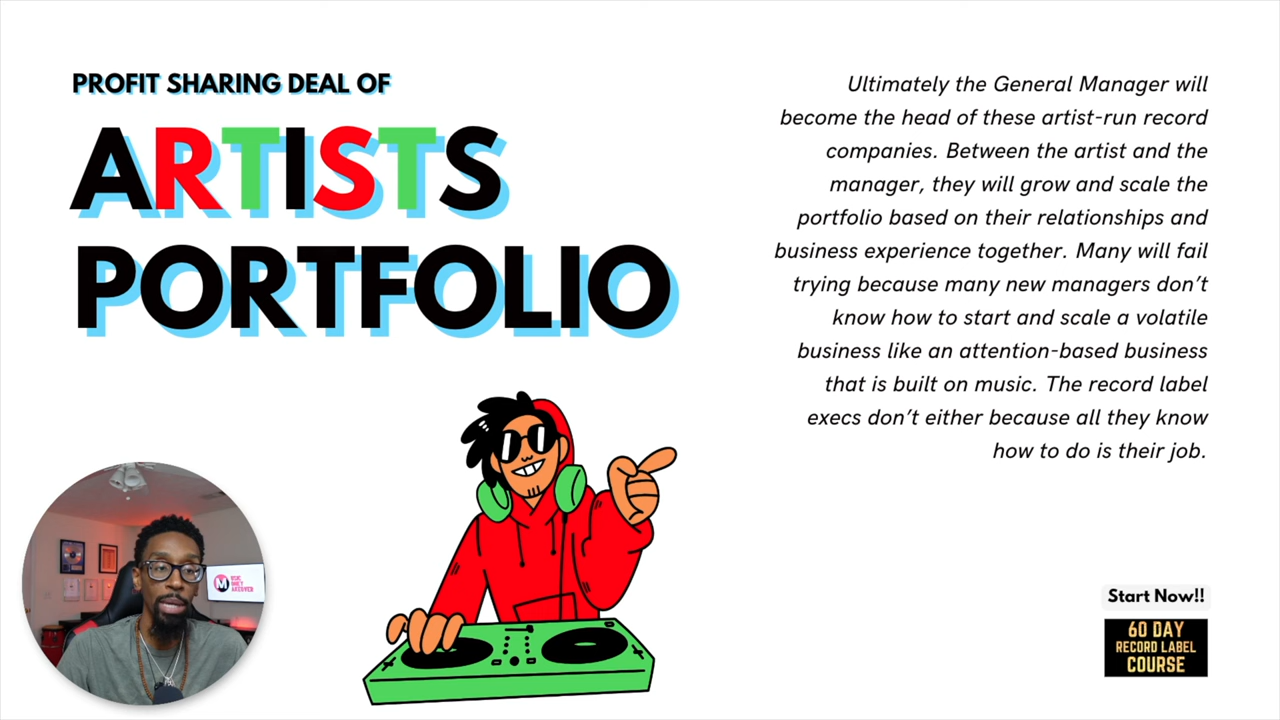 PROFIT SHARING DEAL OF
ARTISTS
PORTFOLIO
Ultimately the General Manager will
become the head of these artist-run record
companies. Between the artist and the
manager, they will grow and scale the
portfolio based on their relationships and
business experience together. Many will fail
trying because many new managers don’t
know how to start and scale a volatile
business like an attention-based business
that is built on music. The record label
execs don’t either because all they know
how to do is their job.
Start Now!!
60 DAY
RECORD LABEL
COURSE